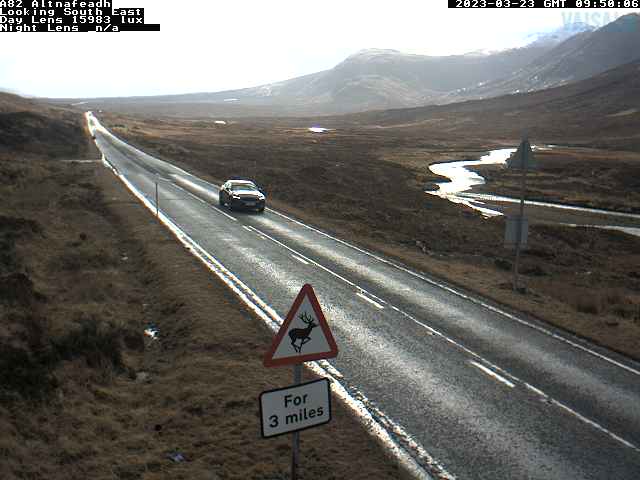 A82 Altnafeadh
Looking South East
Day Lens 15983 lux
Night Lens n/a
2023-03-23 GMT 09:50:06
VAISALA
For
3 miles